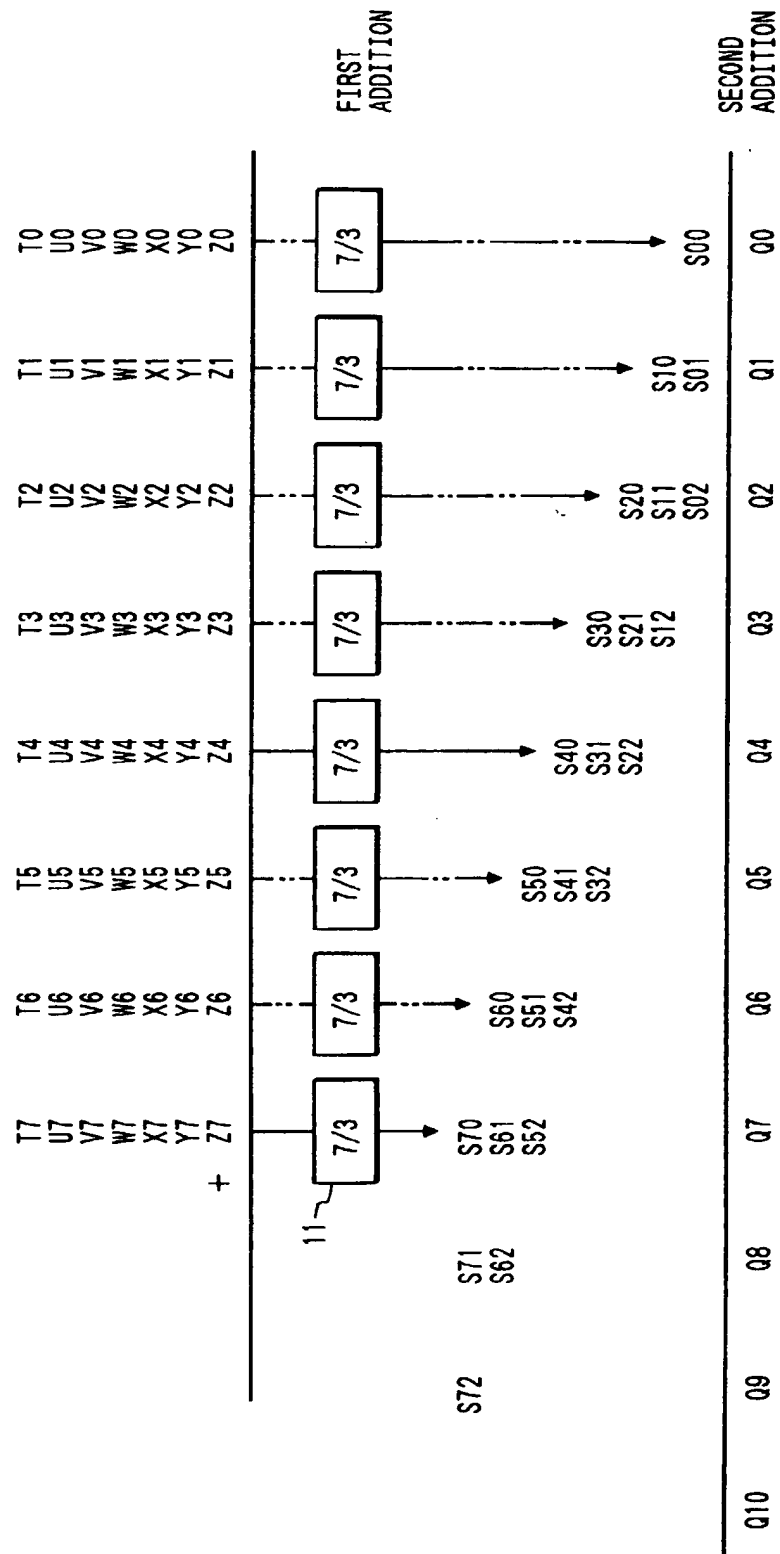 T7 T6 T5 T4 T3 T2 T1 T0
U7 U6 U5 U4 U3 U2 U1 U0
V7 V6 V5 V4 V3 V2 V1 V0
W7 W6 W5 W4 W3 W2 W1 W0
X7 X6 X5 X4 X3 X2 X1 X0
Y7 Y6 Y5 Y4 Y3 Y2 Y1 Y0
+ Z7 Z6 Z5 Z4 Z3 Z2 Z1 Z0
11 7/3 7/3 7/3 7/3 7/3 7/3 7/3 7/3 FIRST
ADDITION
S72 S71 S70
S62 S61 S60
S52 S51 S50
S42 S41 S40
S32 S31 S30
S22 S21 S20
S12 S11 S10
S02 S01 S00
SECOND
Q10 Q9 Q8 Q7 Q6 Q5 Q4 Q3 Q2 Q1 Q0 ADDITION